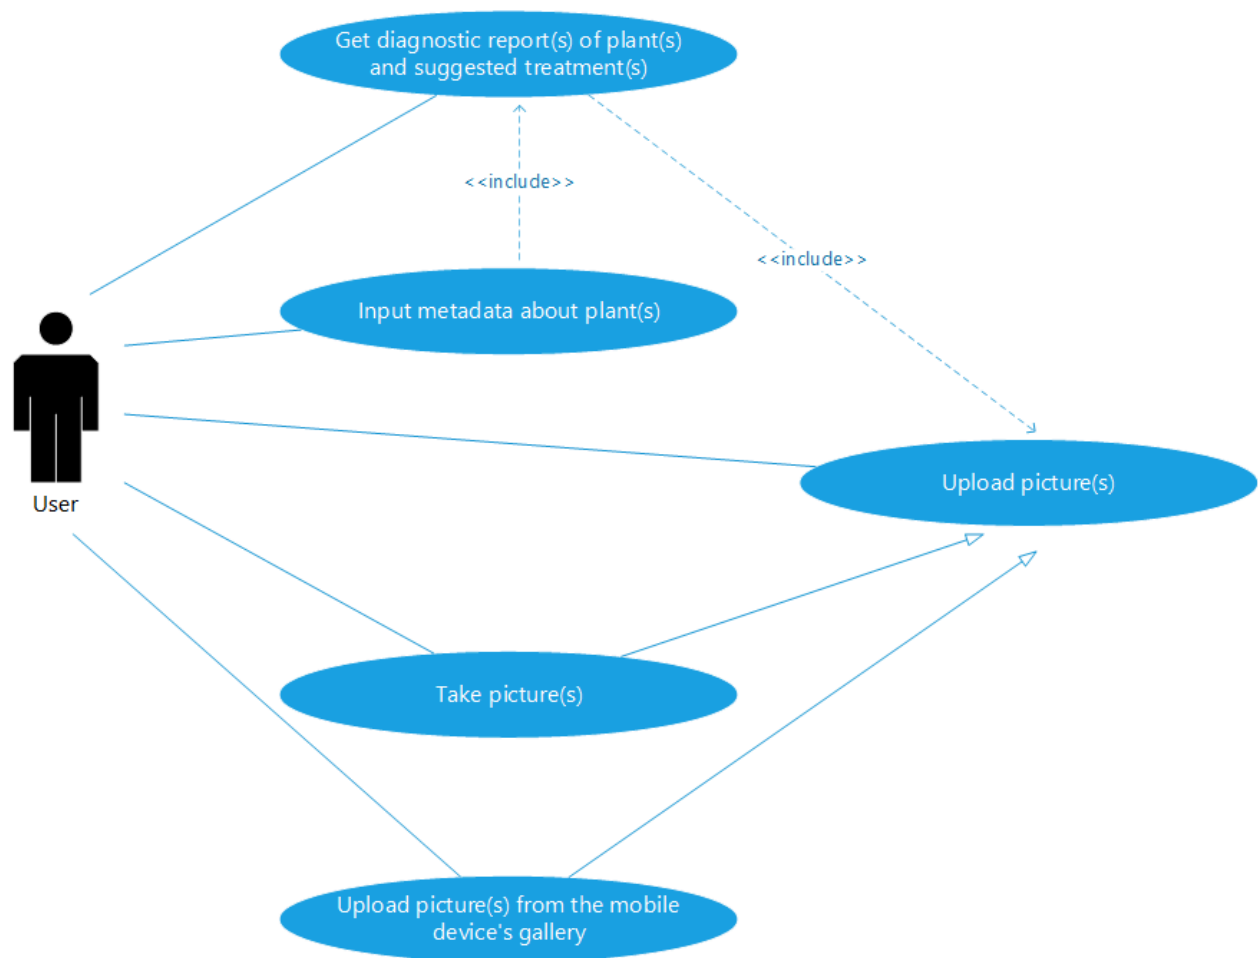 Get diagnostic report(s) of plant(s)
and suggested treatment(s)
<<include>>
<<include>>
Input metadata about plant(s)
User
Upload picture(s)
Take picture(s)
Upload picture(s) from the mobile
device's gallery